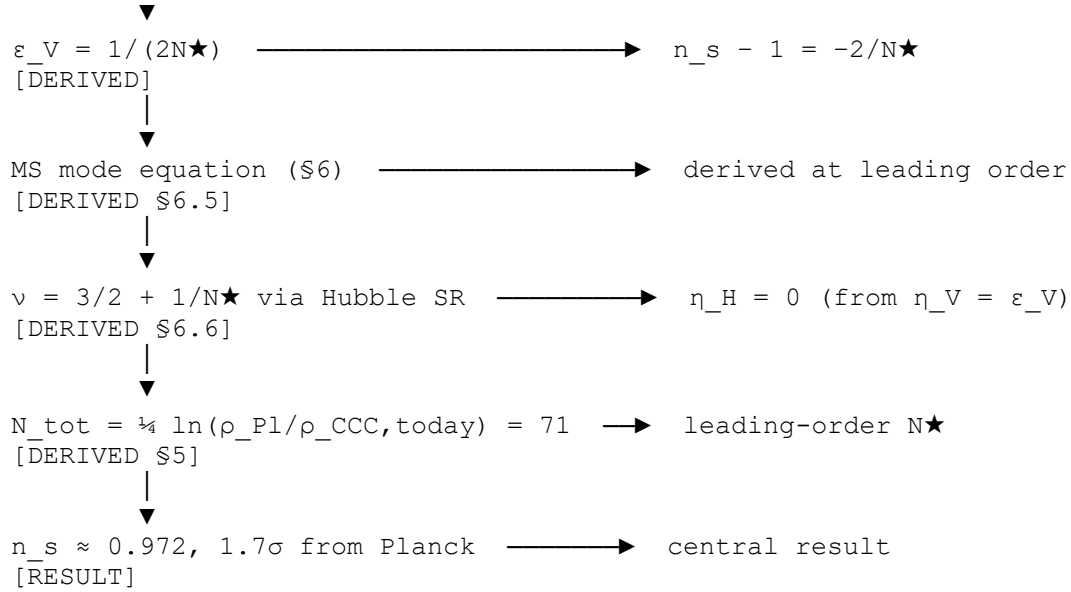 ▼
ε_V = 1/(2N★) ────────────────────────► n_s − 1 = −2/N★
[DERIVED]
│
▼
MS mode equation (§6) ─────────────────► derived at leading order
[DERIVED §6.5]
│
▼
ν = 3/2 + 1/N★ via Hubble SR ─────────► η_H = 0 (from η_V = ε_V)
[DERIVED §6.6]
│
▼
N_tot = ¼ ln(ρ_Pl/ρ_CCC,today) = 71 ──► leading-order N★
[DERIVED §5]
│
▼
n_s ≈ 0.972, 1.7σ from Planck ───────► central result
[RESULT]